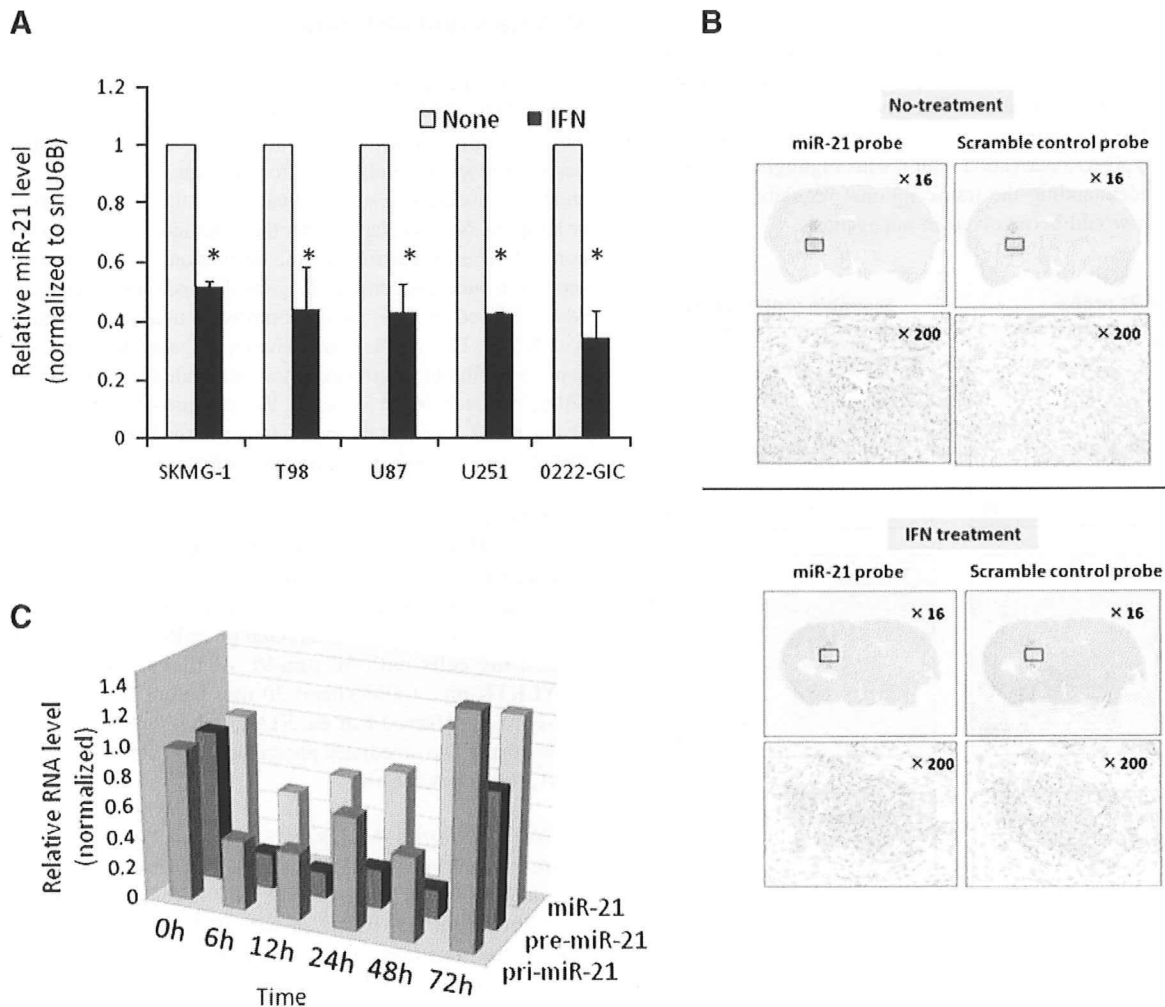 A
Relative miR-21 level
(normalized to snU6B)
1.2
1
0.8
0.6
0.4
0.2
0
None
IFN
*
*
*
*
*
SKMG-1
T98
U87
U251
0222-GIC
B
No-treatment
miR-21 probe
Scramble control probe
× 16
× 16
× 200
× 200
IFN treatment
miR-21 probe
Scramble control probe
× 16
× 16
× 200
× 200
C
Relative RNA level
(normalized)
1.4
1.2
1.0
0.8
0.6
0.4
0.2
0
0h
6h
12h
24h
48h
72h
Time
miR-21
pre-miR-21
pri-miR-21